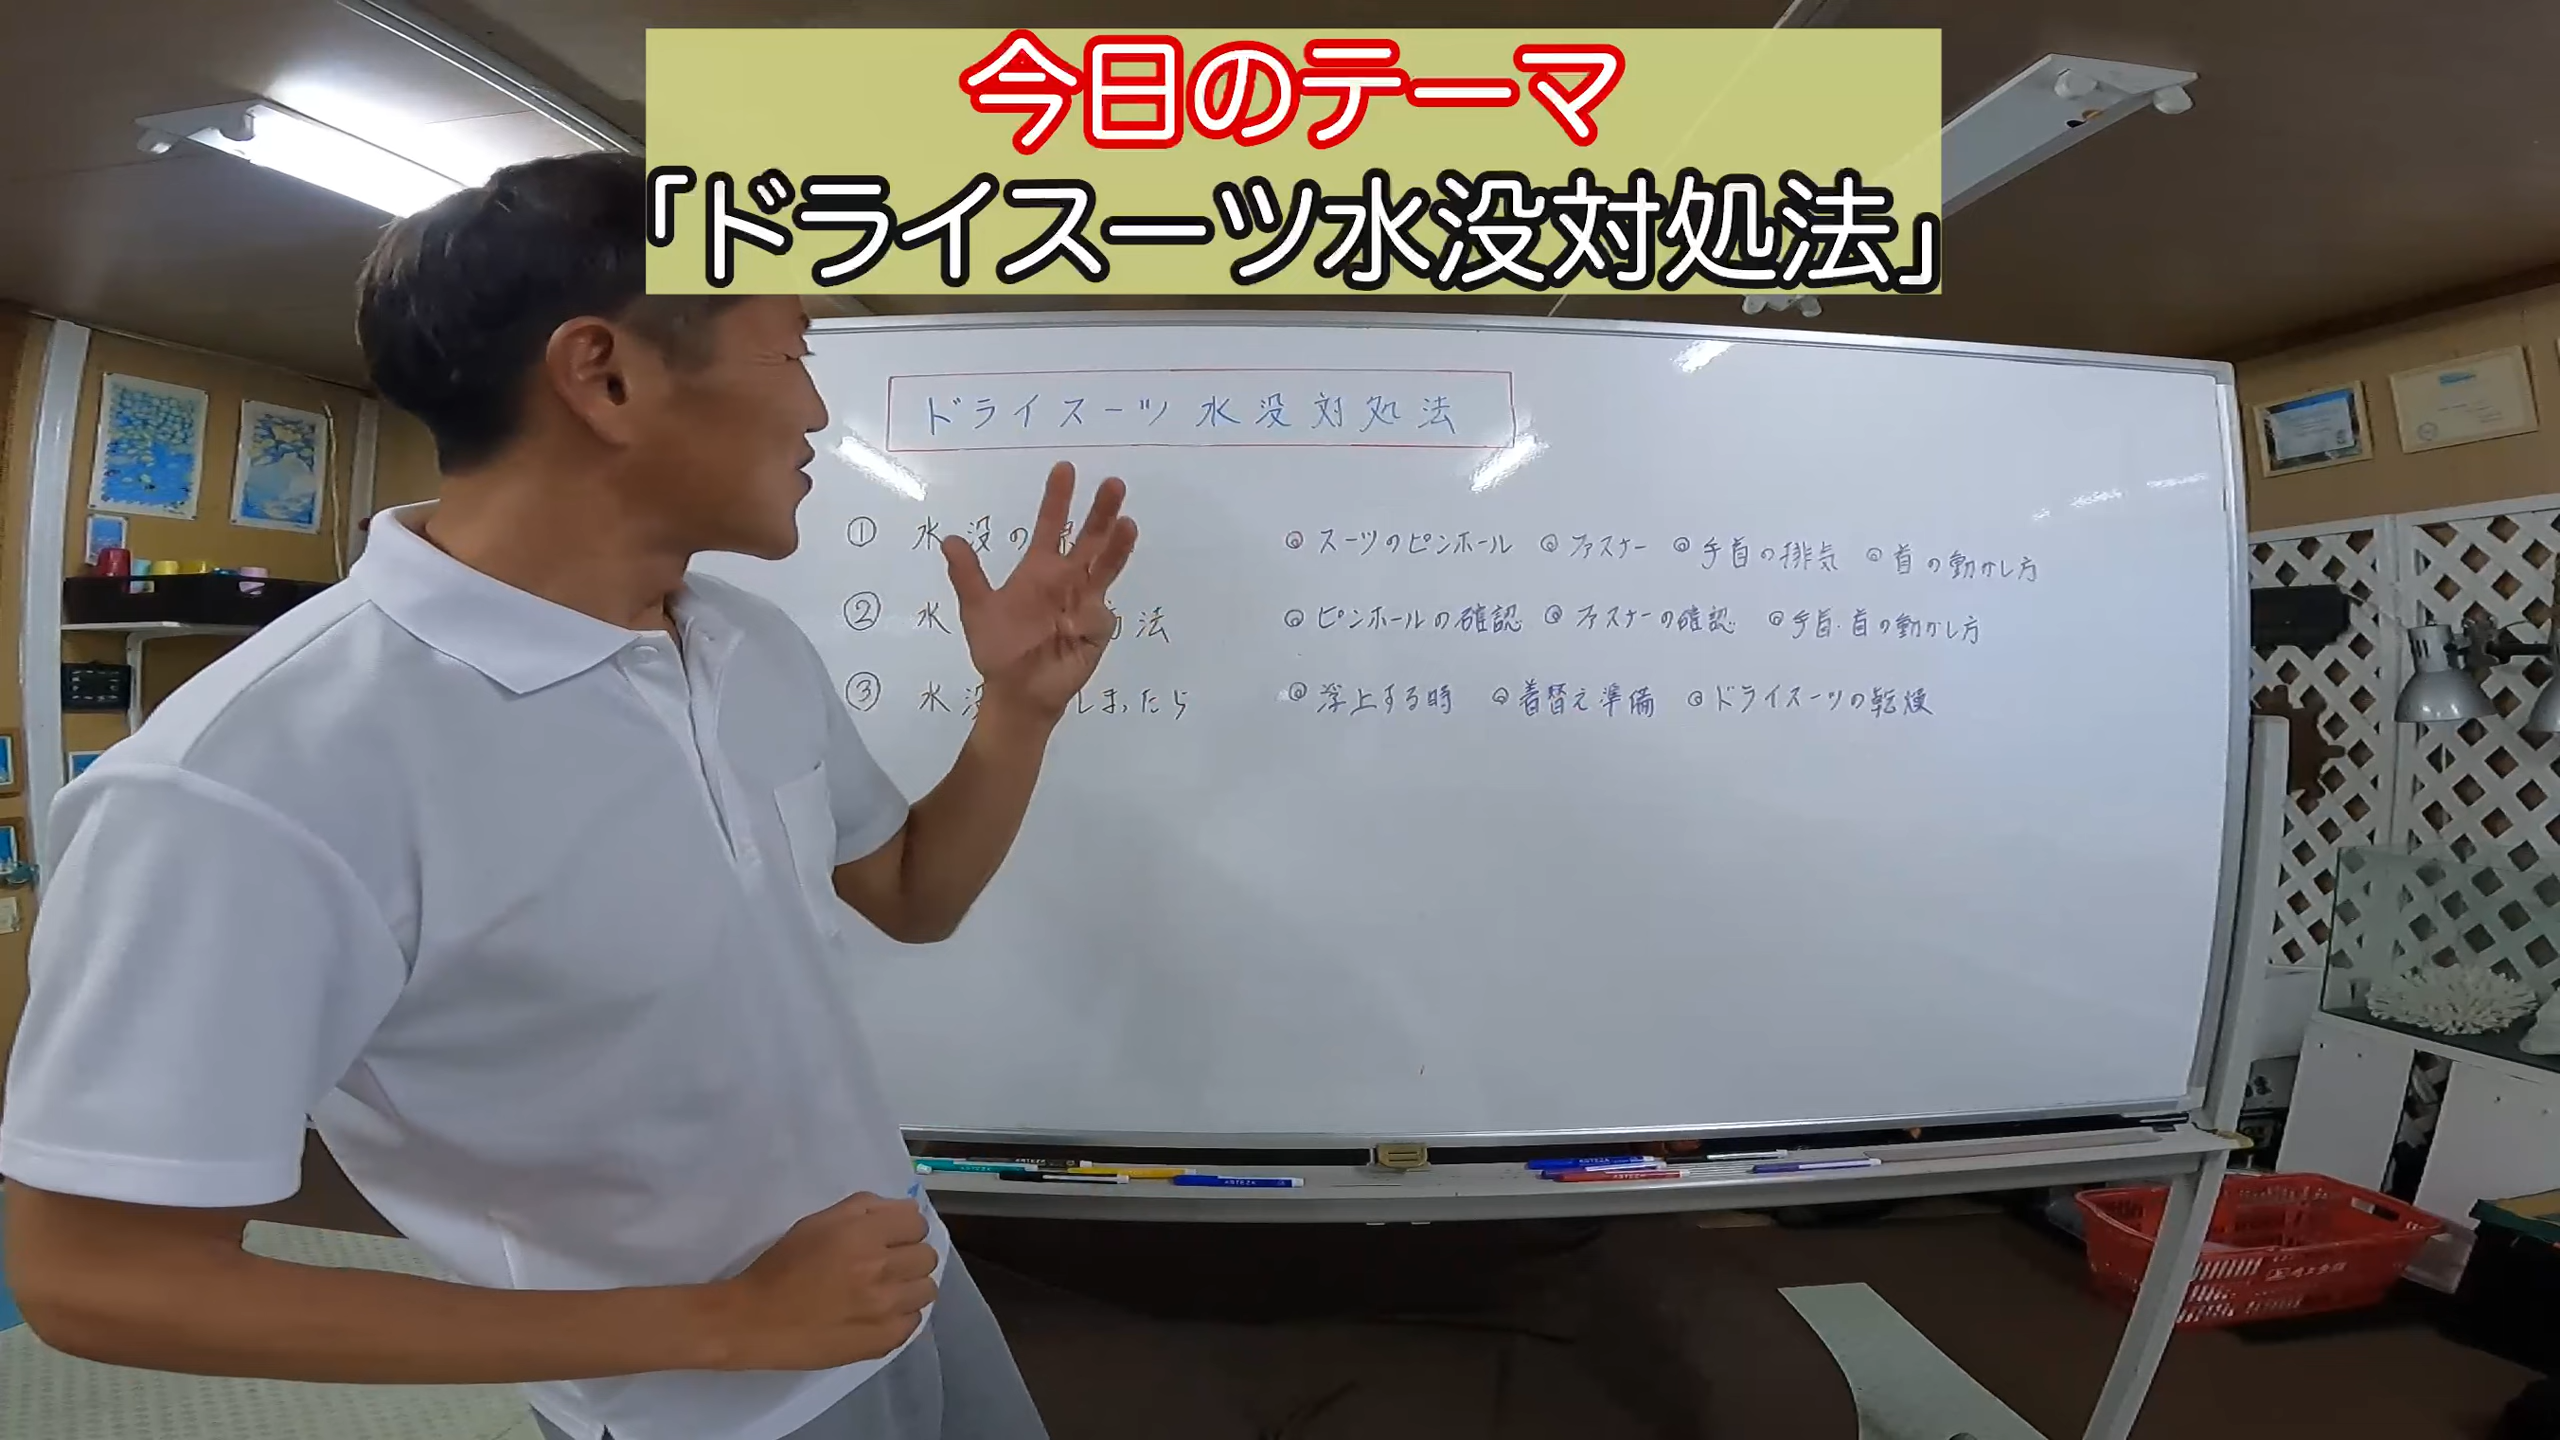 今日のテーマ
「ドライスーツ水没対処法」
ドライスーツ水没対処法
① 水没の
◎スーツのピンホール ◎ファスナー ◎手首の排気 ◎首の動かし方
② 水 法
◎ピンホールの確認 ◎ファスナーの確認 ◎手首・首の動かし方
③ 水没 しまったら
◎浮上する時 ◎着替え準備 ◎ドライスーツの乾燥
ARTEZA
ARTEZA
ARTEZA